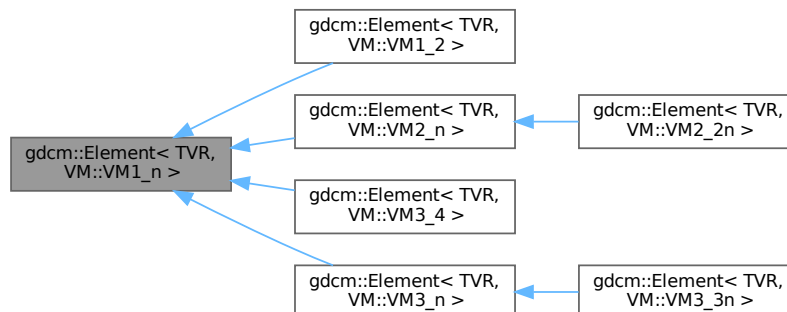 gdcm::Element< TVR,
VM::VM1_2 >
gdcm::Element< TVR,
VM::VM2_n >
gdcm::Element< TVR,
VM::VM2_2n >
gdcm::Element< TVR,
VM::VM1_n >
gdcm::Element< TVR,
VM::VM3_4 >
gdcm::Element< TVR,
VM::VM3_n >
gdcm::Element< TVR,
VM::VM3_3n >